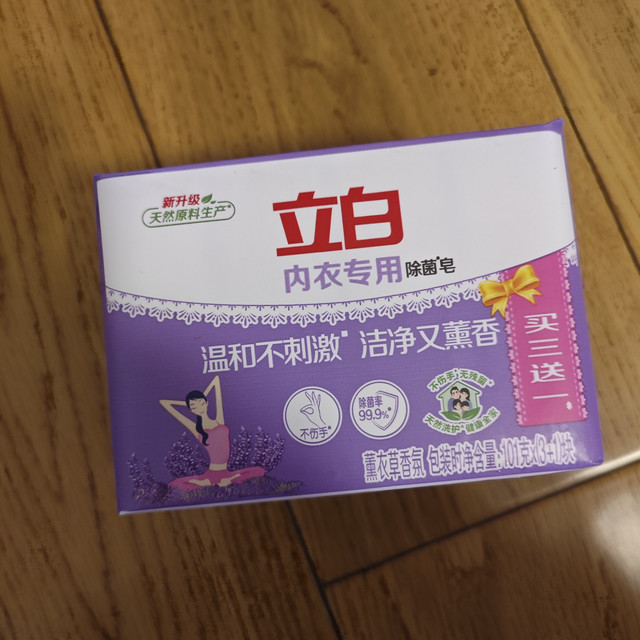 新升级
天然原料生产*
立白
内衣专用除菌*皂
温和不刺激* 洁净又薰香
买三送一*
不伤手*
除菌率
99.9%*
不伤手*无残留*
天然洗护*健康全家
薰衣草香氛 包装时净含量:101克×(3+1)块